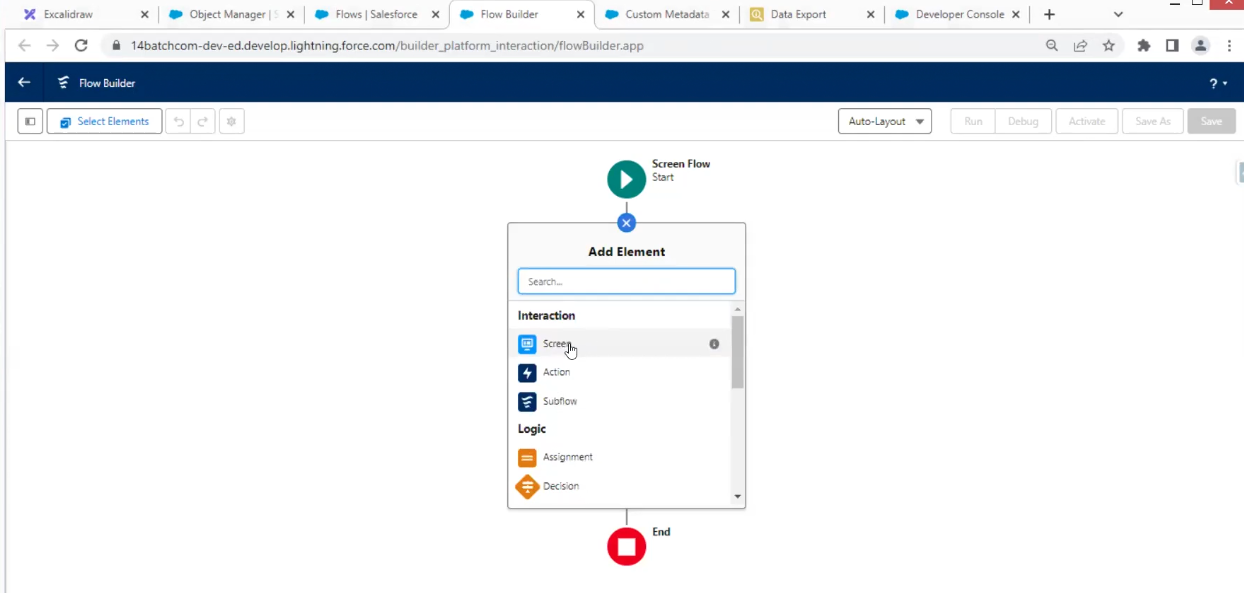 Excalidraw
Object Manager | S
Flows | Salesforce
Flow Builder
Custom Metadata
Data Export
Developer Console
14batchcom-dev-ed.develop.lightning.force.com/builder_platform_interaction/flowBuilder.app
Flow Builder
?
Select Elements
Auto-Layout
Run
Debug
Activate
Save As
Save
Screen Flow
Start
Add Element
Search...
Interaction
Screen
Action
Subflow
Logic
Assignment
Decision
End